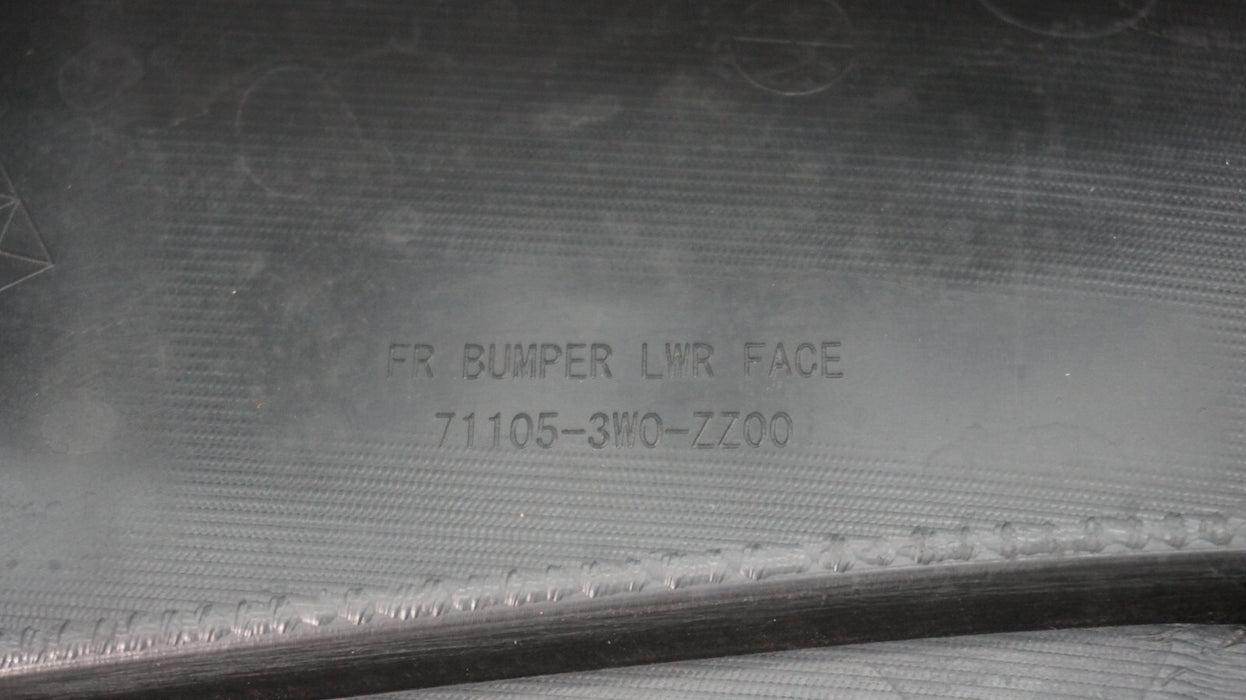 FR BUMPER LWR FACE
71105-3W0-ZZ00